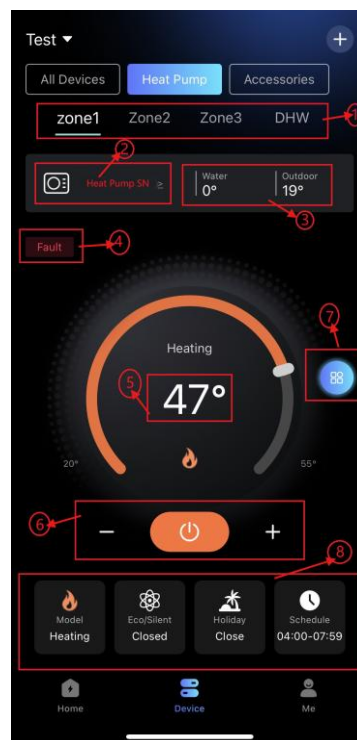 Test
All Devices Heat Pump Accessories
zone1 Zone2 Zone3 DHW 1
2
Heat Pump SN > Water 0° Outdoor 19°
3
Fault 4
7
Heating
5 47°
20° 55°
6 − +
8
Model Eco/Silent Holiday Schedule
Heating Closed Close 04:00-07:59
Home Device Me